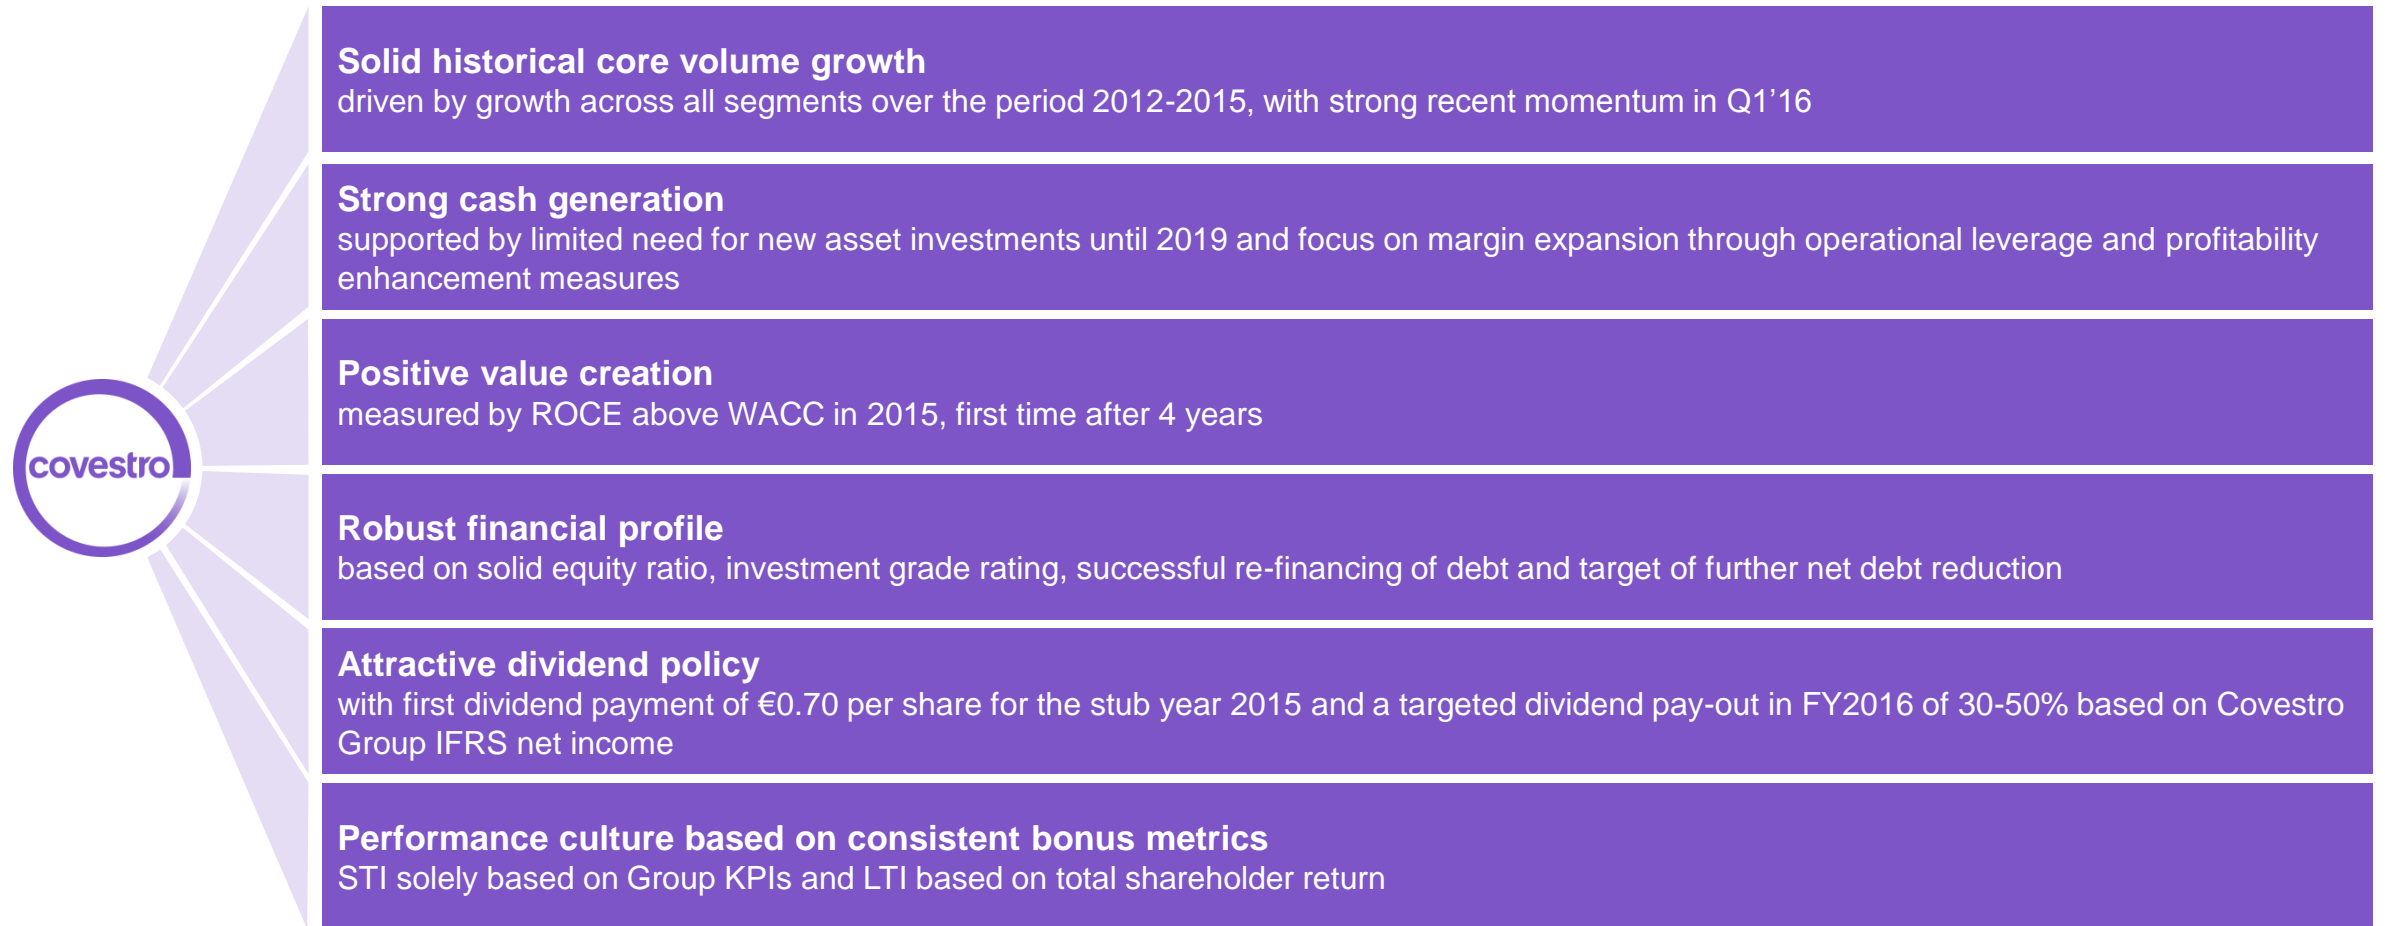 Solid historical core volume growth
driven by growth across all segments over the period 2012-2015, with strong recent momentum in Q1’16
Strong cash generation
supported by limited need for new asset investments until 2019 and focus on margin expansion through operational leverage and profitability
enhancement measures
Positive value creation
measured by ROCE above WACC in 2015, first time after 4 years
covestro
Robust financial profile
based on solid equity ratio, investment grade rating, successful re-financing of debt and target of further net debt reduction
Attractive dividend policy
with first dividend payment of €0.70 per share for the stub year 2015 and a targeted dividend pay-out in FY2016 of 30-50% based on Covestro
Group IFRS net income
Performance culture based on consistent bonus metrics
STI solely based on Group KPIs and LTI based on total shareholder return